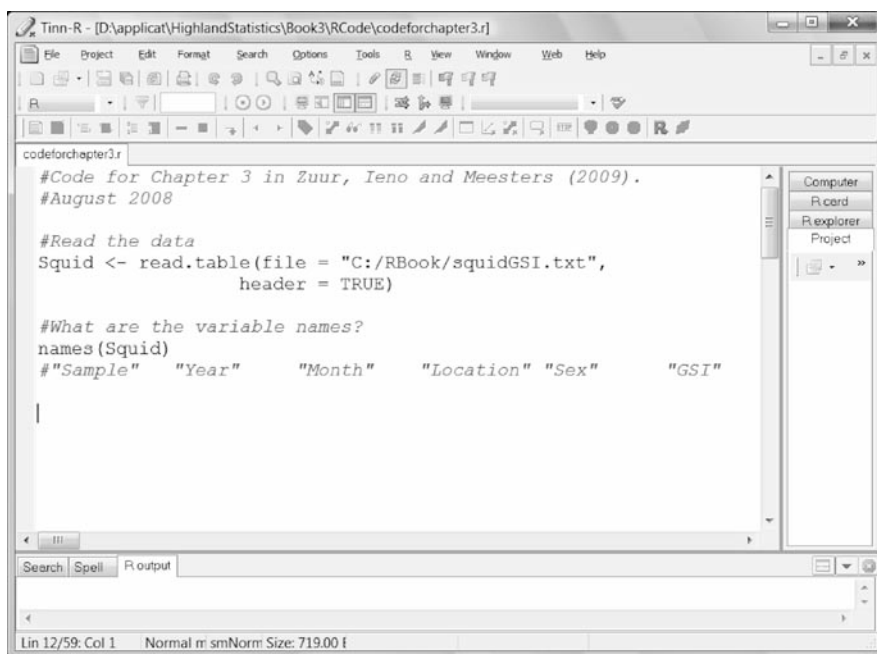 Tinn-R - [D:\applicat\HighlandStatistics\Book3\RCode\codeforchapter3.r]
File Project Edit Format Search Options Tools R View Window Web Help
R
codeforchapter3.r
#Code for Chapter 3 in Zuur, Ieno and Meesters (2009).
#August 2008
#Read the data
Squid <- read.table(file = "C:/RBook/squidGSI.txt",
header = TRUE)
#What are the variable names?
names(Squid)
#"Sample" "Year" "Month" "Location" "Sex" "GSI"
Computer
R card
R explorer
Project
Search Spell R output
Lin 12/59: Col 1 Normal m smNorm Size: 719.00